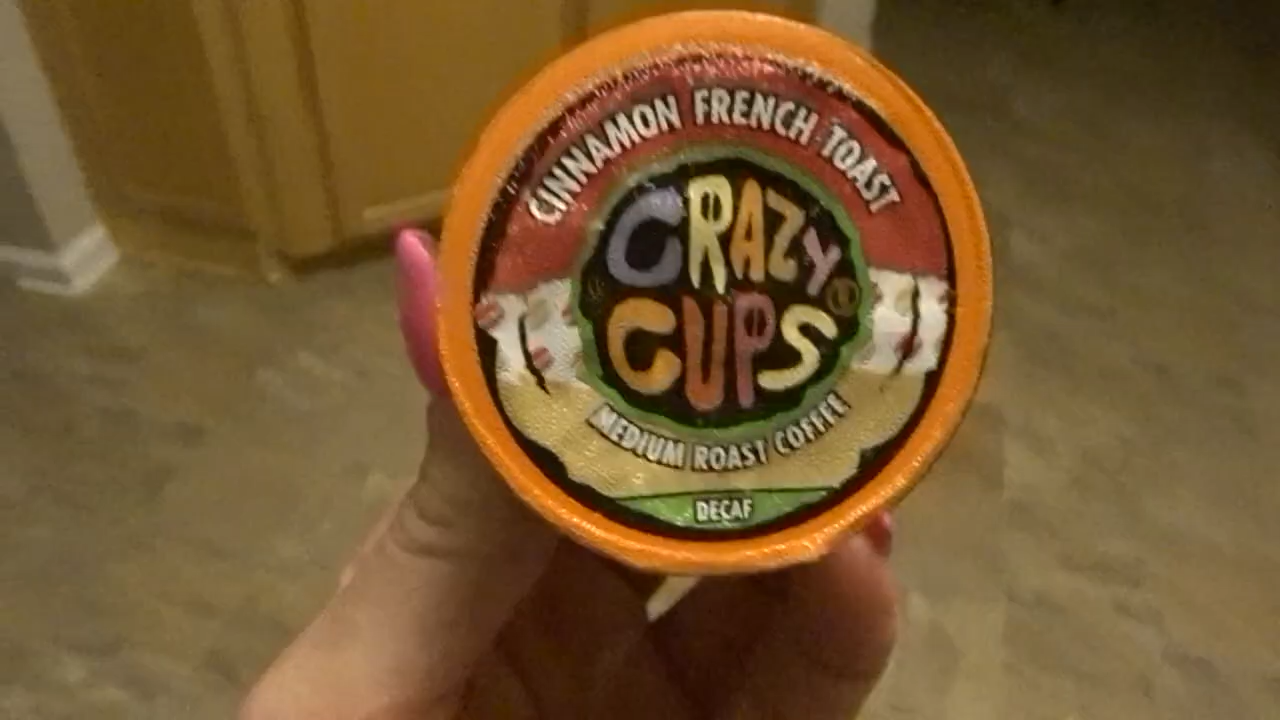 CINNAMON FRENCH TOAST
CRAZY
CUPS
MEDIUM ROAST COFFEE
DECAF